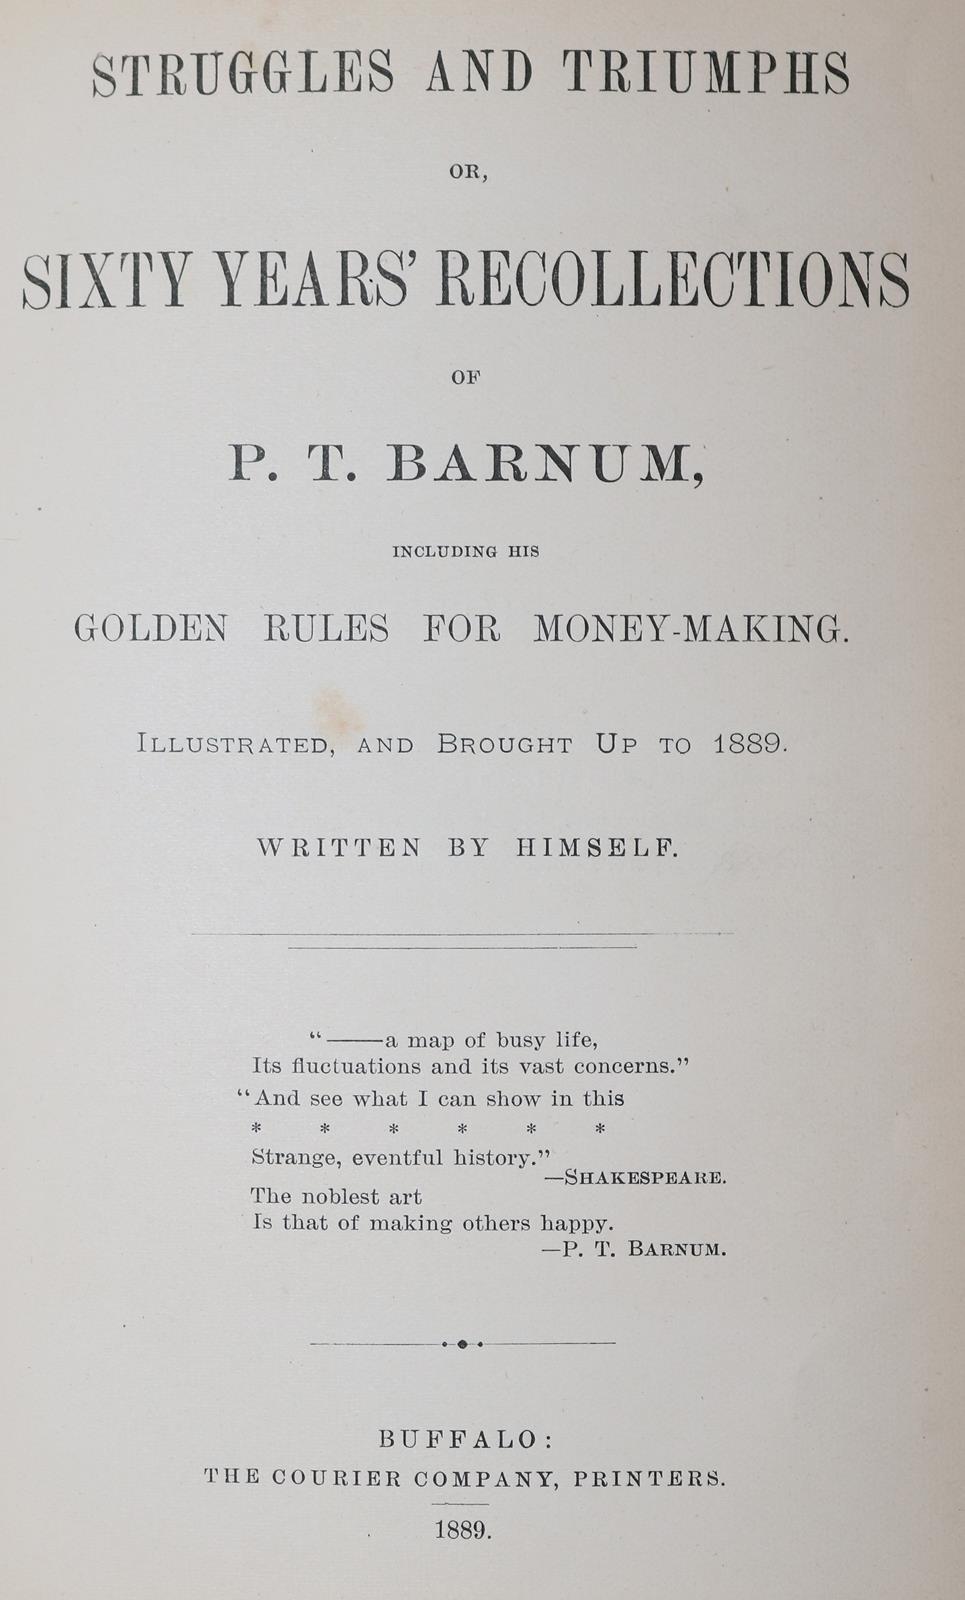 STRUGGLES AND TRIUMPHS
OR,
SIXTY YEARS' RECOLLECTIONS
OF
P. T. BARNUM,
INCLUDING HIS
GOLDEN RULES FOR MONEY-MAKING.
ILLUSTRATED, AND BROUGHT UP TO 1889.
WRITTEN BY HIMSELF.
“——a map of busy life,
Its fluctuations and its vast concerns.”
“And see what I can show in this
* * * * * *
Strange, eventful history.”
—SHAKESPEARE.
The noblest art
Is that of making others happy.
—P. T. BARNUM.
BUFFALO:
THE COURIER COMPANY, PRINTERS.
1889.